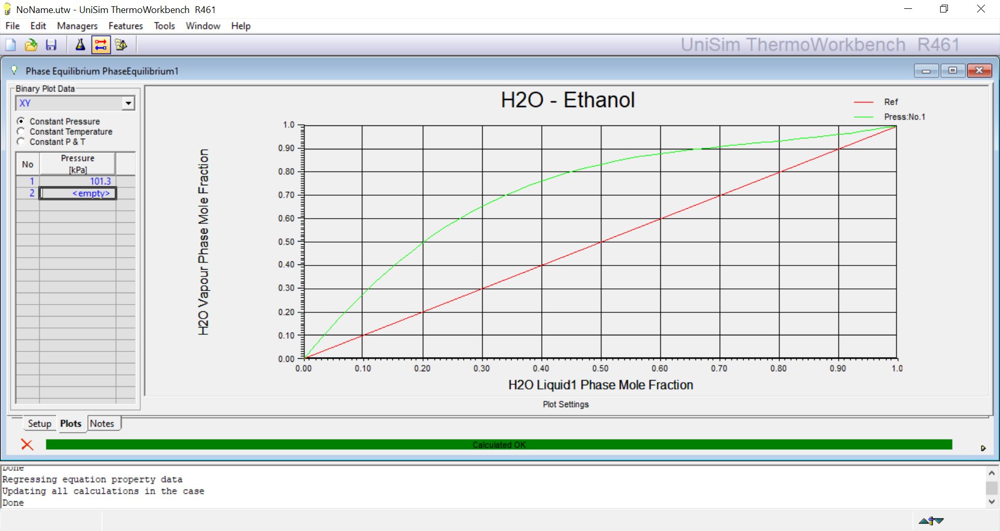 NoName.utw - UniSim ThermoWorkbench R461
File Edit Managers Features Tools Window Help
UniSim ThermoWorkbench R461
Phase Equilibrium PhaseEquilibrium1
Binary Plot Data
XY
Constant Pressure
Constant Temperature
Constant P & T
No Pressure
[kPa]
1 101.3
2 <empty>
H2O - Ethanol
Ref
Press:No.1
H2O Vapour Phase Mole Fraction
1.0
0.90
0.80
0.70
0.60
0.50
0.40
0.30
0.20
0.10
0.00
0.00 0.10 0.20 0.30 0.40 0.50 0.60 0.70 0.80 0.90 1.0
H2O Liquid1 Phase Mole Fraction
Plot Settings
Setup Plots Notes
Calculated OK
Done
Regressing equation property data
Updating all calculations in the case
Done